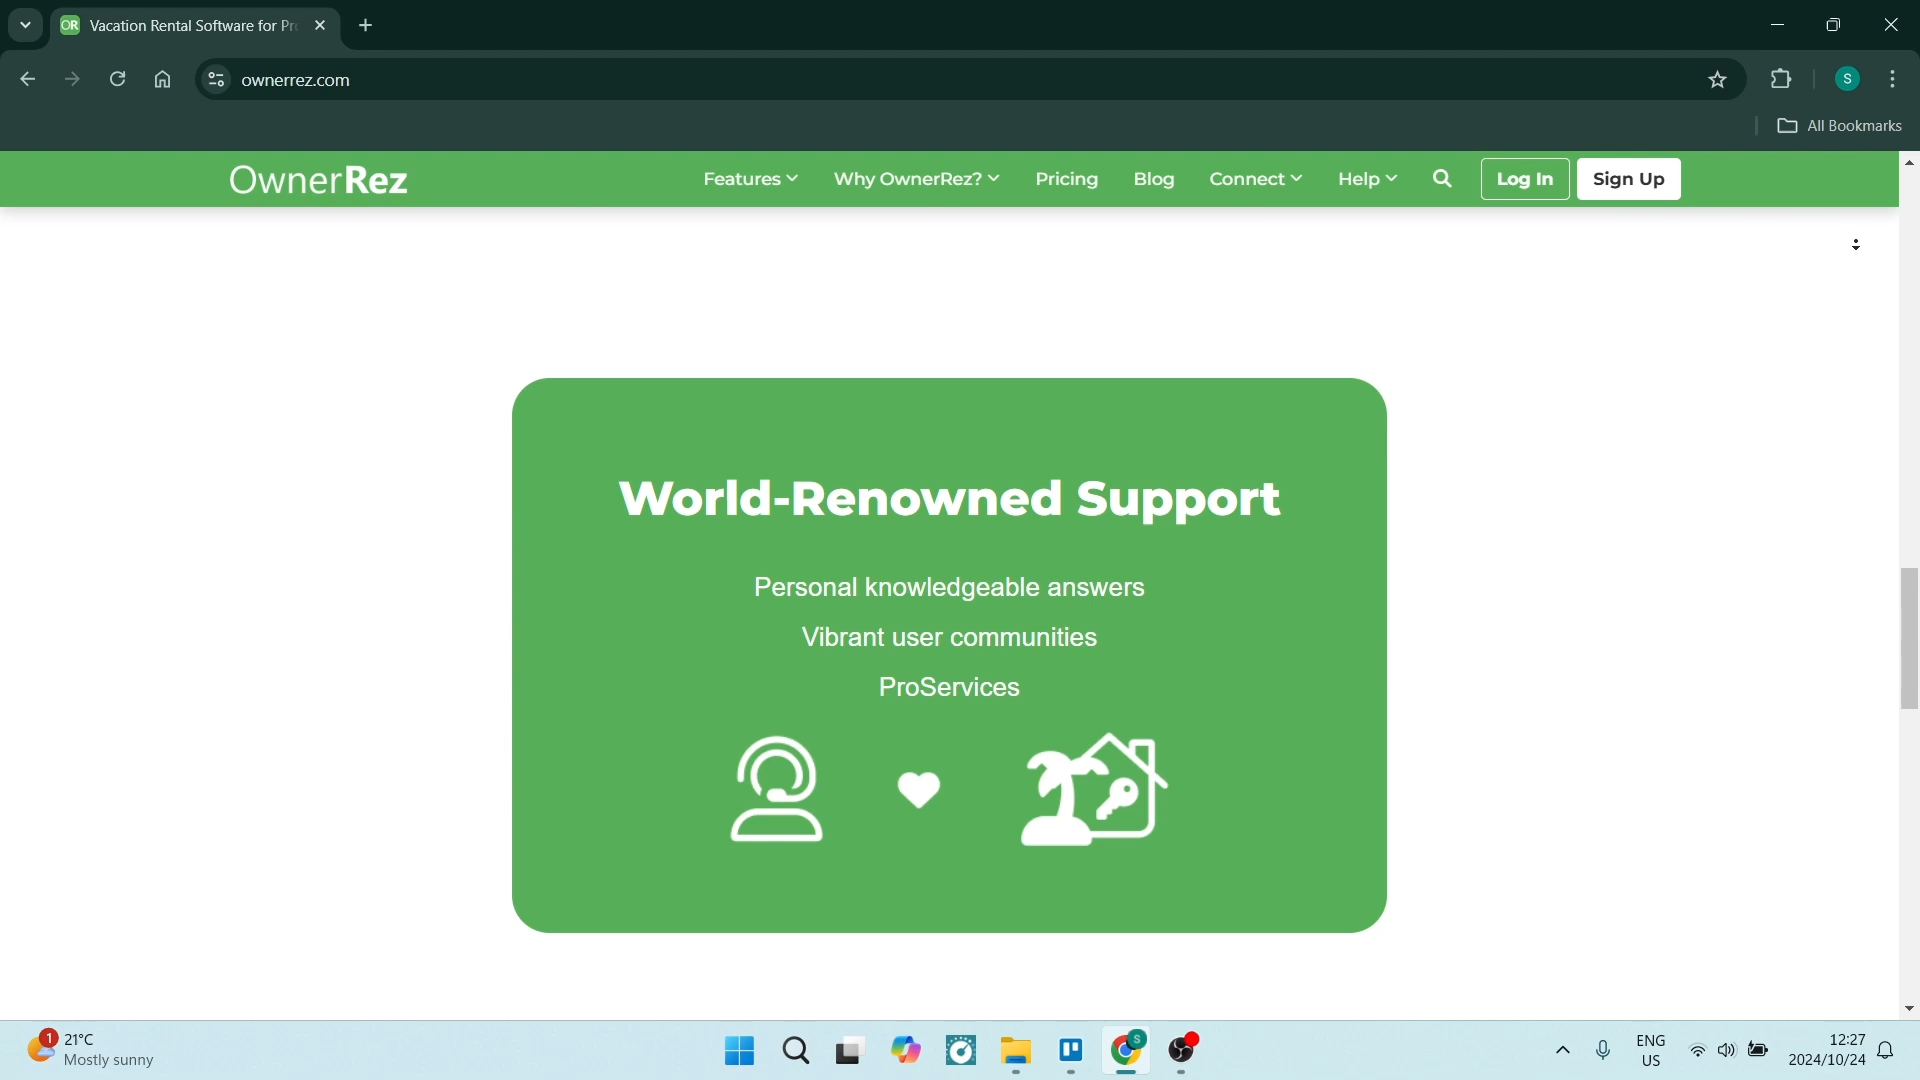 OR Vacation Rental Software for Pr
ownerrez.com
S
All Bookmarks
OwnerRez
Features
Why OwnerRez?
Pricing
Blog
Connect
Help
Log In
Sign Up
World-Renowned Support
Personal knowledgeable answers
Vibrant user communities
ProServices
1
21°C
Mostly sunny
S
ENG
US
12:27
2024/10/24